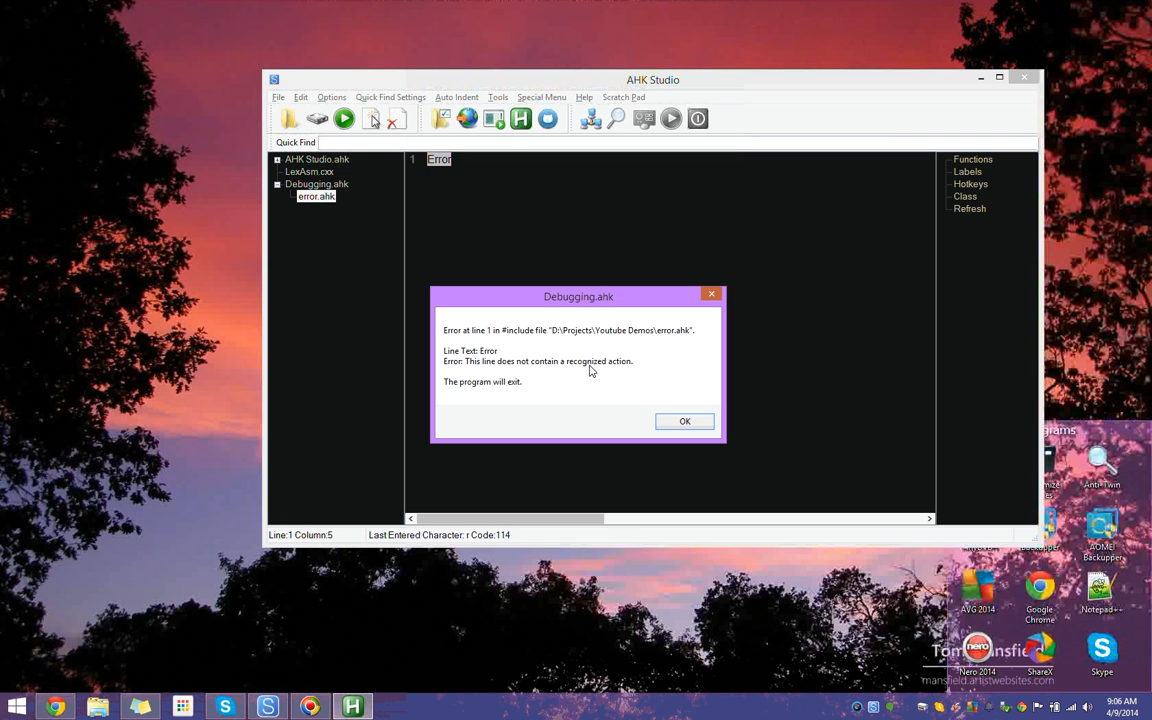 AHK Studio
File Edit Options Quick Find Settings Auto Indent Tools Special Menu Help Scratch Pad
Quick Find
AHK Studio.ahk
LexAsm.cxx
Debugging.ahk
error.ahk
1 Error
Functions
Labels
Hotkeys
Class
Refresh
Debugging.ahk
Error at line 1 in #include file "D:\Projects\Youtube Demos\error.ahk".
Line Text: Error
Error: This line does not contain a recognized action.
The program will exit.
OK
Line:1 Column:5 Last Entered Character: r Code:114
Anti-Twin
AOMEI
Backupper
AVG 2014
Google
Chrome
Notepad++
Nero 2014
ShareX
Skype
mansfield.artistwebsites.com
9:06 AM
4/9/2014